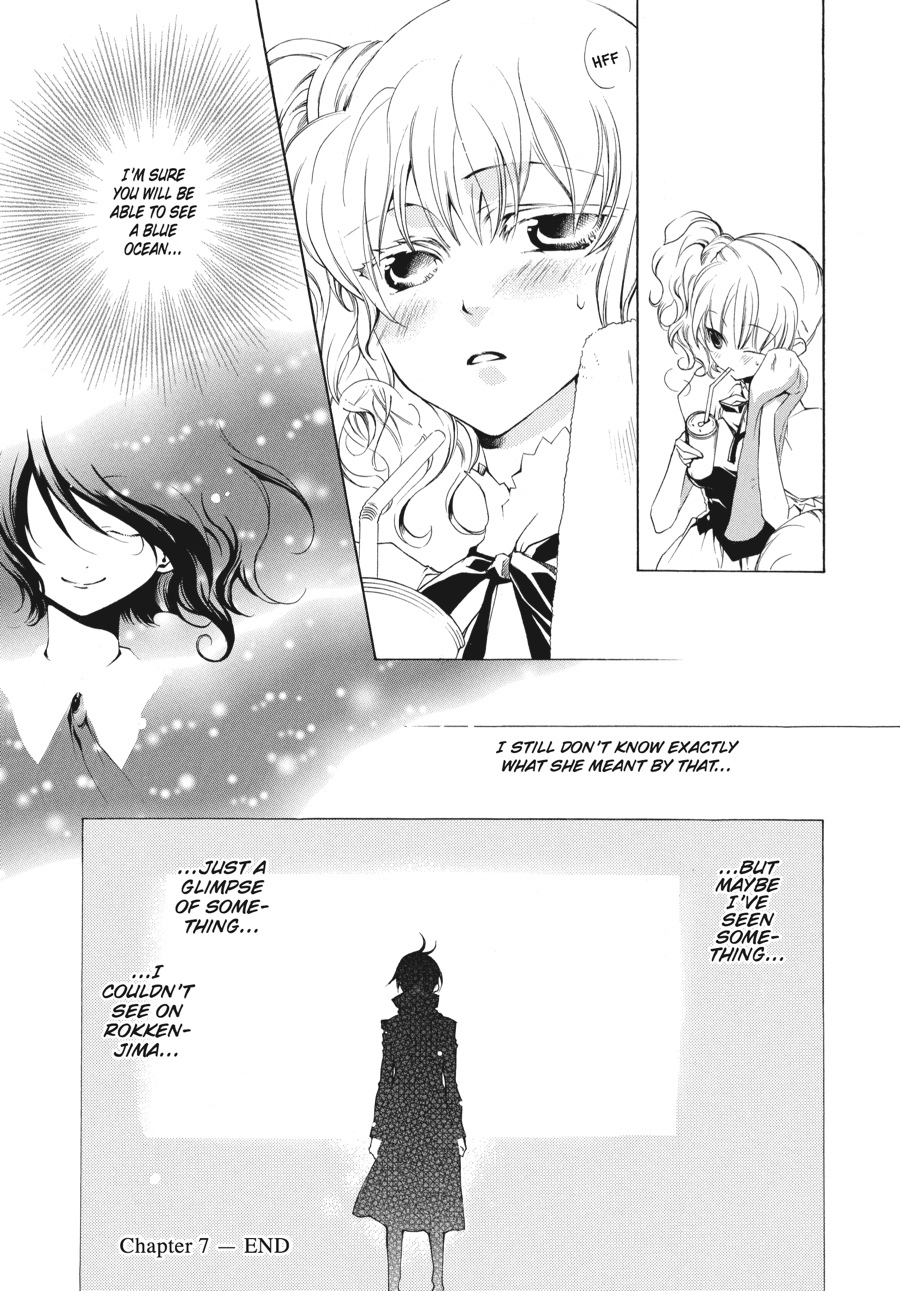 HFF
I'M SURE
YOU WILL BE
ABLE TO SEE
A BLUE
OCEAN...
I STILL DON'T KNOW EXACTLY
WHAT SHE MEANT BY THAT...
...BUT
MAYBE
I'VE
SEEN
SOME-
THING...
...JUST A
GLIMPSE
OF SOME-
THING...
...I
COULDN'T
SEE ON
ROKKEN-
JIMA...
Chapter 7 — END